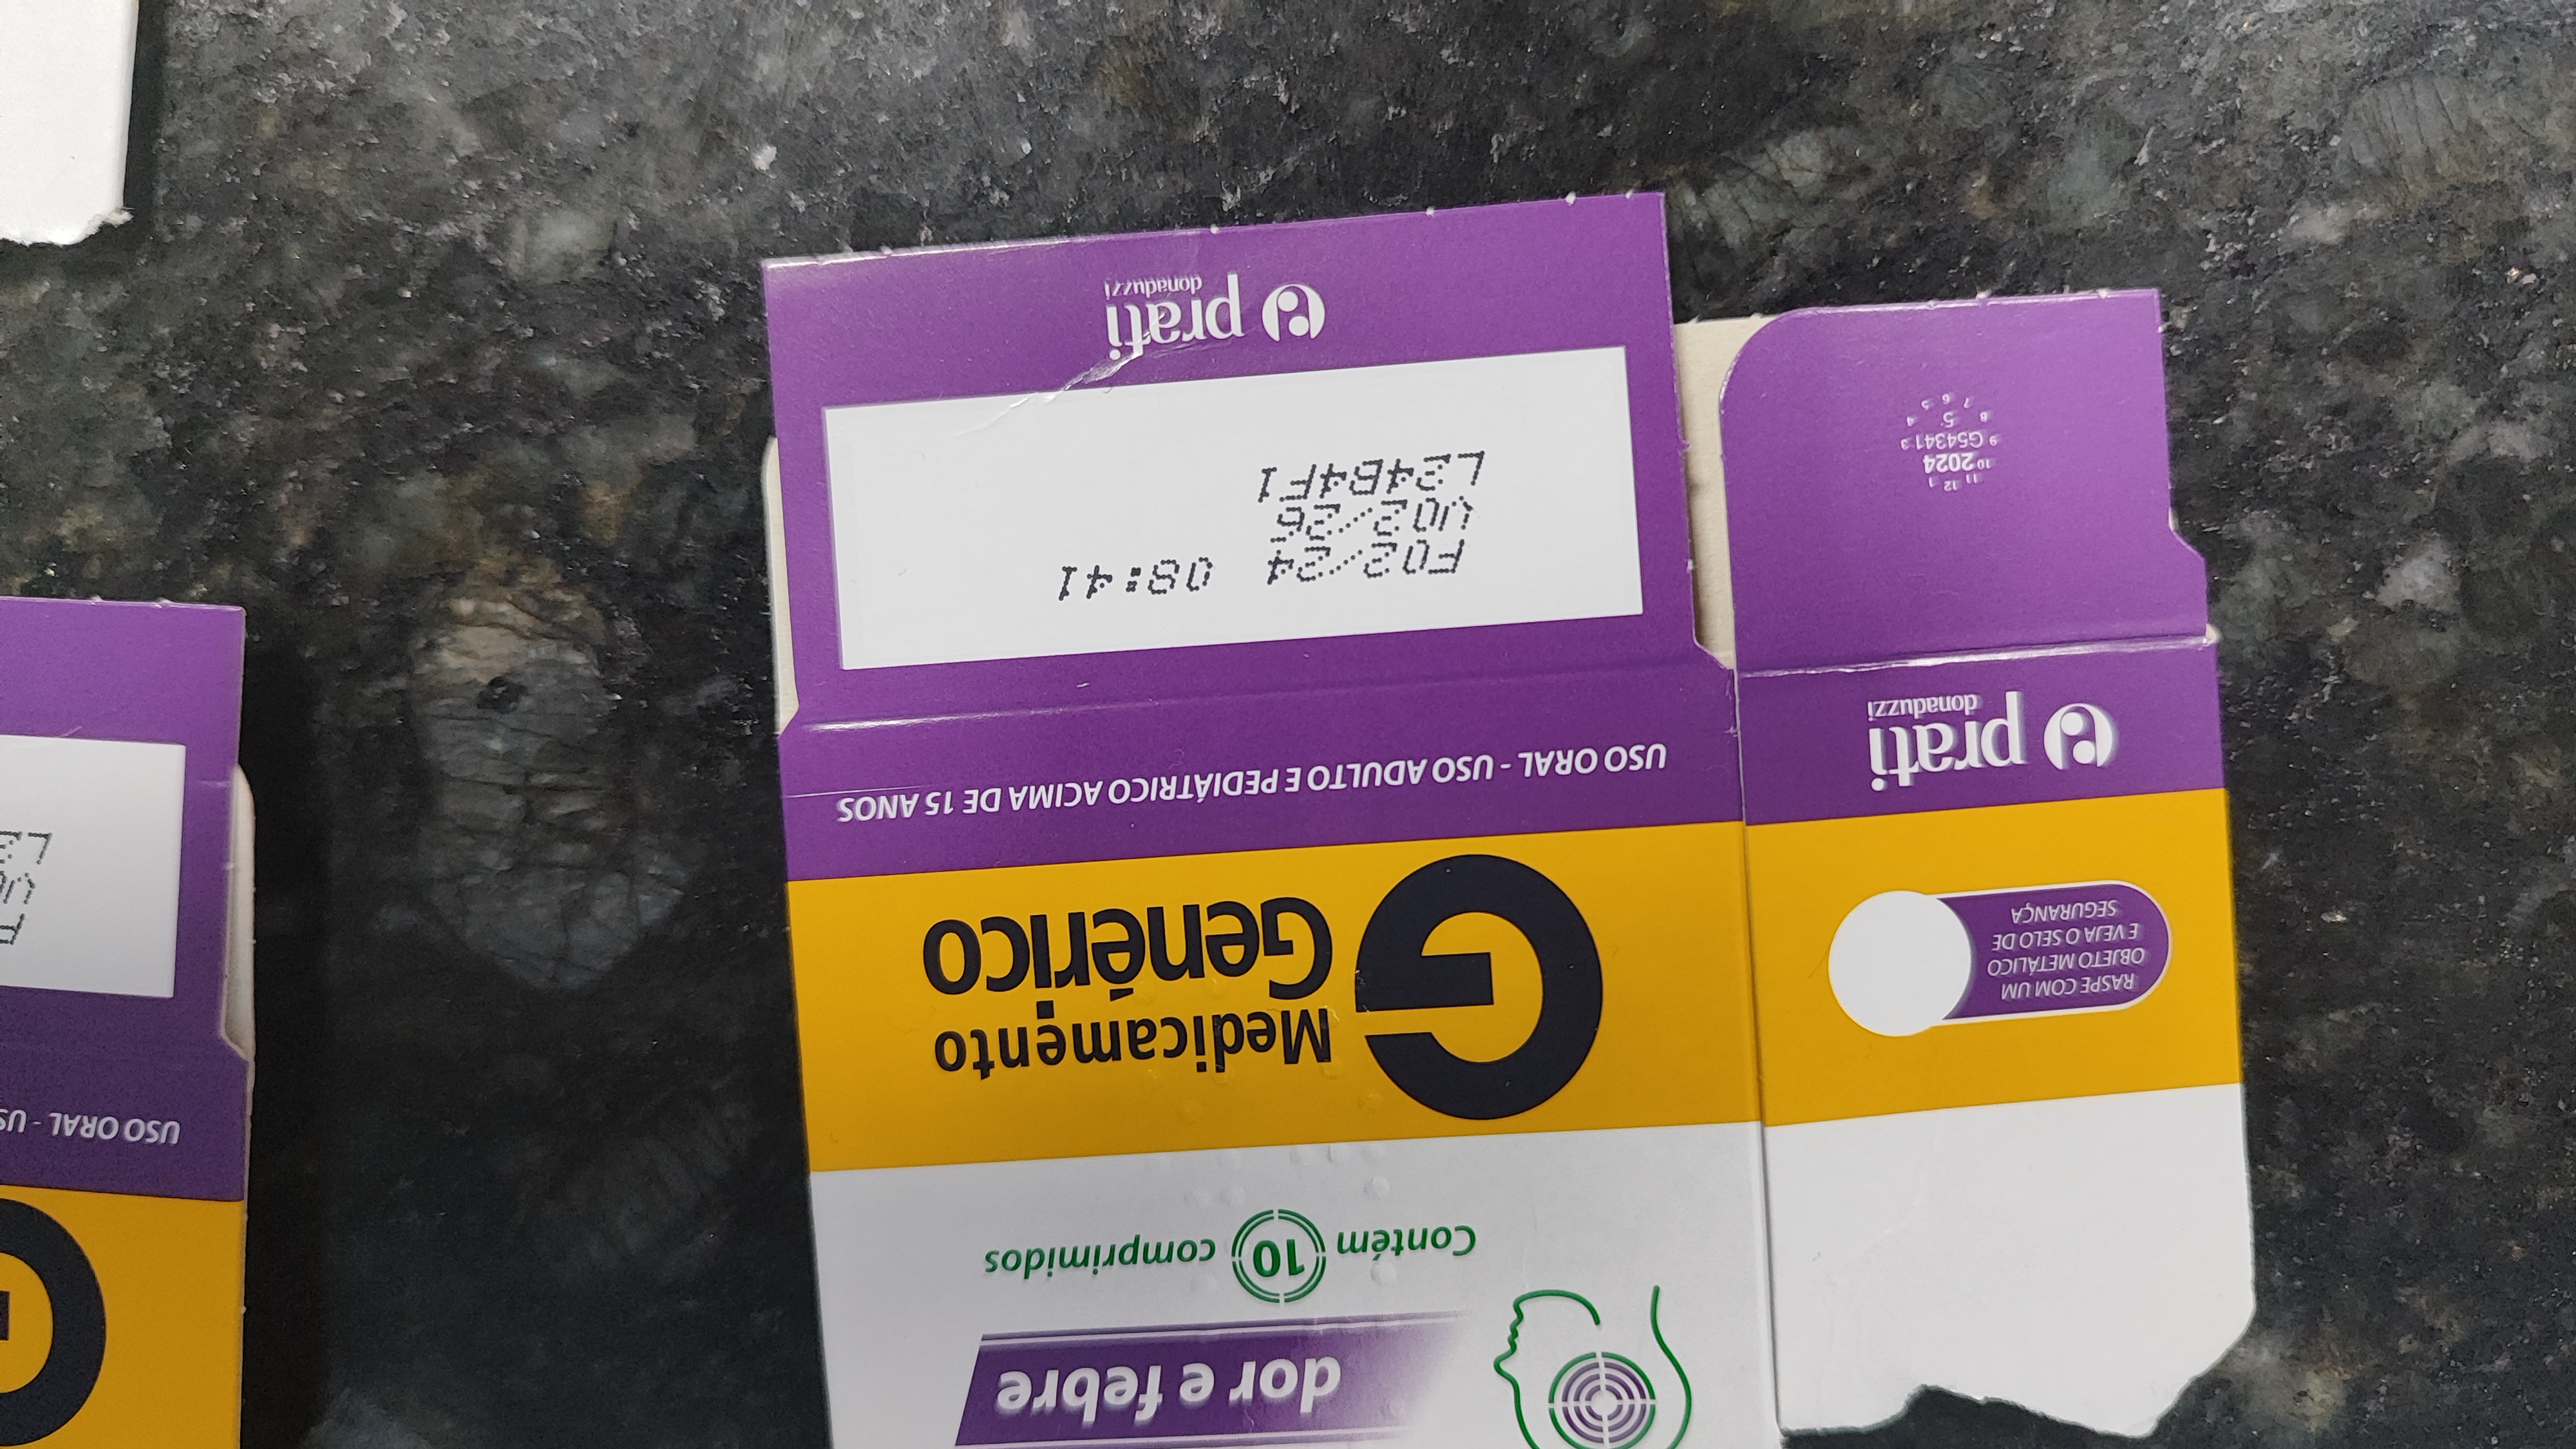 dor e febre
Contém 10 comprimidos
G Medicamento
Genérico
RASPE COM UM
OBJETO METÁLICO
E VEJA O SELO DE
SEGURANÇA
prati
donaduzzi
USO ORAL - USO ADULTO E PEDIÁTRICO ACIMA DE 15 ANOS
F02/24 08:41
V02/26
L24B4F1
11 12 1
10 2024
9 G54341 3
8 5 4
7 6 5
prati
donaduzzi
G
USO ORAL - US
F
L2